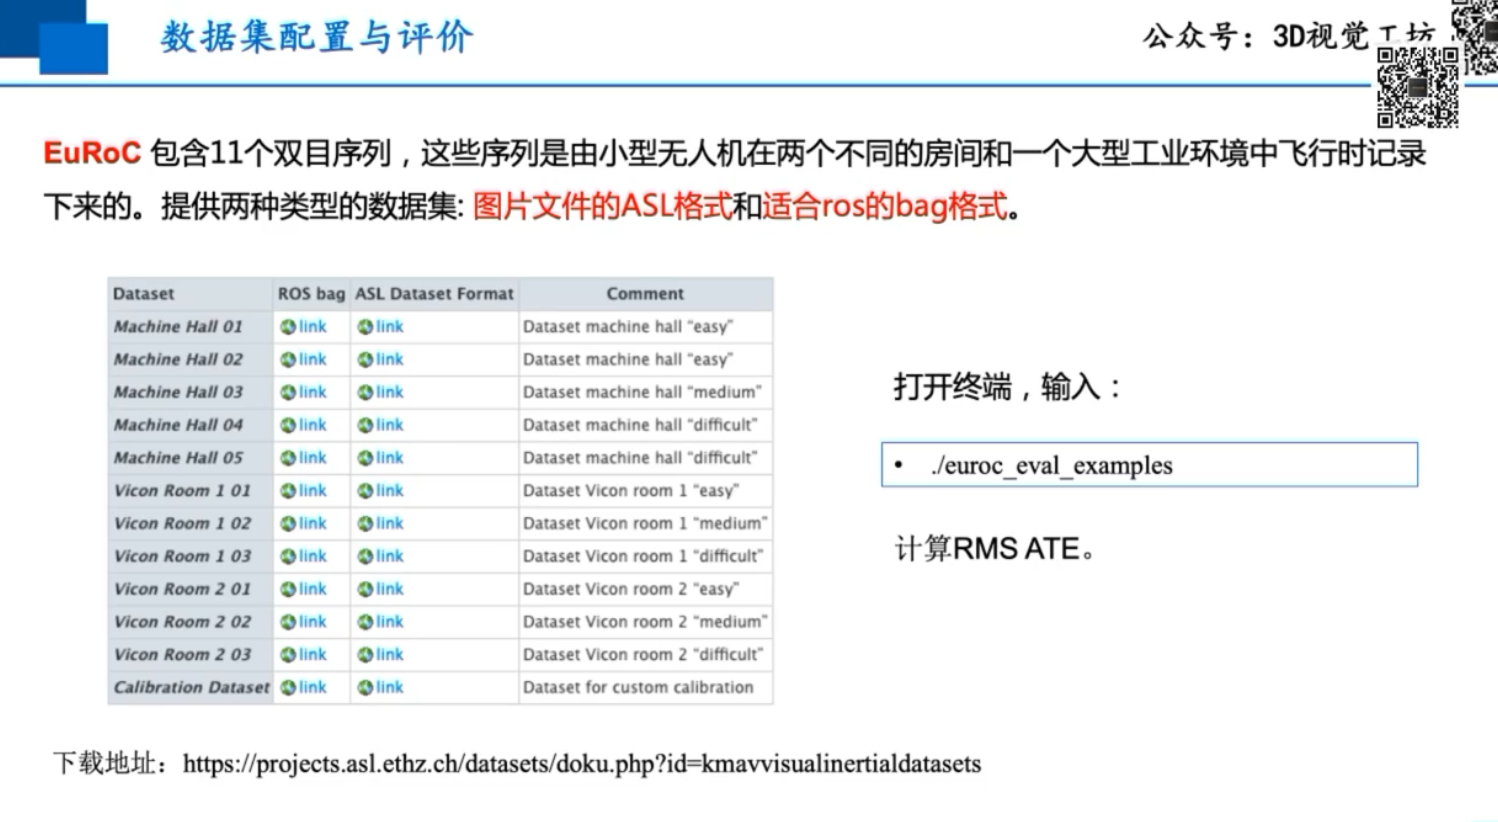 数据集配置与评价
公众号：3D视觉工坊
EuRoC 包含11个双目序列，这些序列是由小型无人机在两个不同的房间和一个大型工业环境中飞行时记录
下来的。提供两种类型的数据集: 图片文件的ASL格式和适合ros的bag格式。
Dataset ROS bag ASL Dataset Format Comment
Machine Hall 01 link link Dataset machine hall "easy"
Machine Hall 02 link link Dataset machine hall "easy"
Machine Hall 03 link link Dataset machine hall "medium"
Machine Hall 04 link link Dataset machine hall "difficult"
Machine Hall 05 link link Dataset machine hall "difficult"
Vicon Room 1 01 link link Dataset Vicon room 1 "easy"
Vicon Room 1 02 link link Dataset Vicon room 1 "medium"
Vicon Room 1 03 link link Dataset Vicon room 1 "difficult"
Vicon Room 2 01 link link Dataset Vicon room 2 "easy"
Vicon Room 2 02 link link Dataset Vicon room 2 "medium"
Vicon Room 2 03 link link Dataset Vicon room 2 "difficult"
Calibration Dataset link link Dataset for custom calibration
打开终端，输入：
• ./euroc_eval_examples
计算RMS ATE。
下载地址：https://projects.asl.ethz.ch/datasets/doku.php?id=kmavvisualinertialdatasets